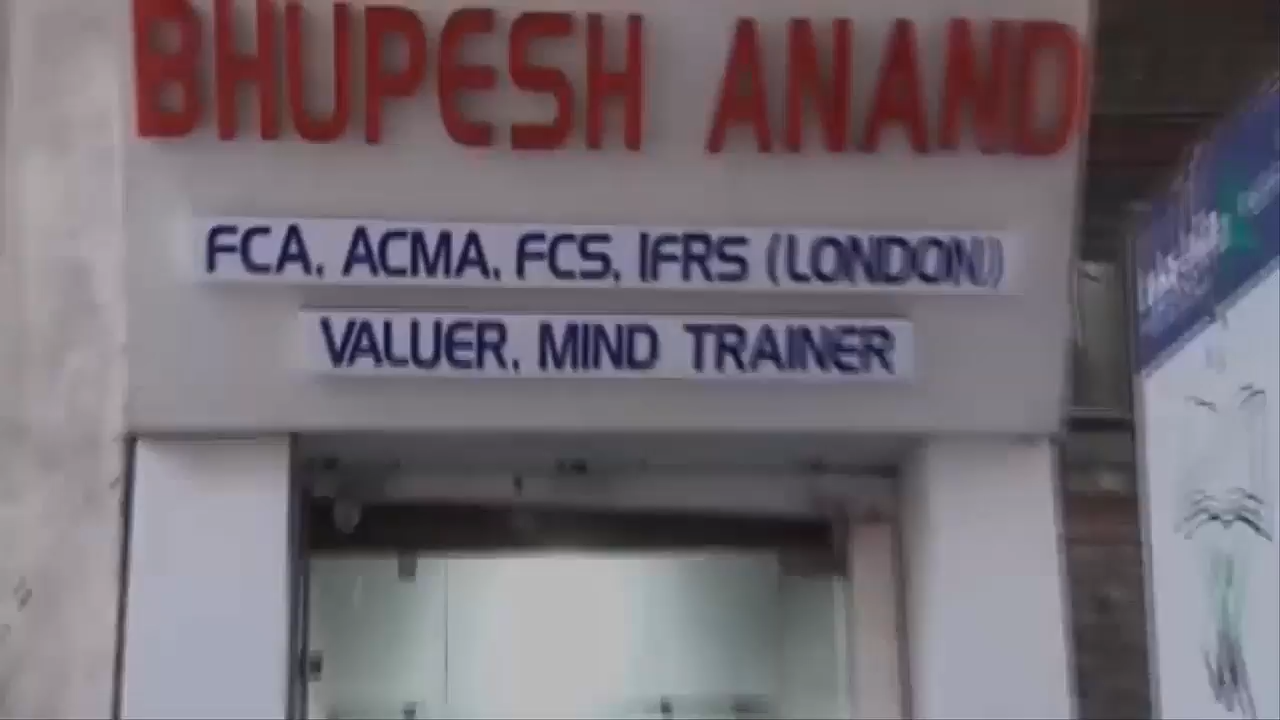 BHUPESH ANAND
FCA, ACMA, FCS, IFRS (LONDON)
VALUER, MIND TRAINER